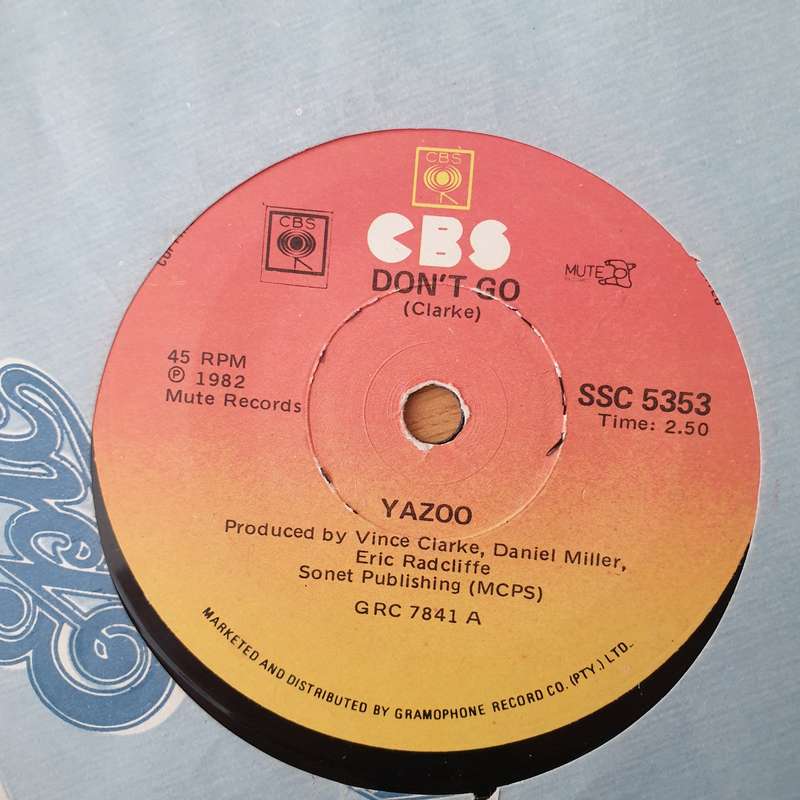 CBS
CBS
CBS
MUTE
DON'T GO
(Clarke)
45 RPM
Ⓟ 1982
Mute Records
SSC 5353
Time: 2.50
YAZOO
Produced by Vince Clarke, Daniel Miller,
Eric Radcliffe
Sonet Publishing (MCPS)
GRC 7841 A
MARKETED AND DISTRIBUTED BY GRAMOPHONE RECORD CO. (PTY.) LTD.